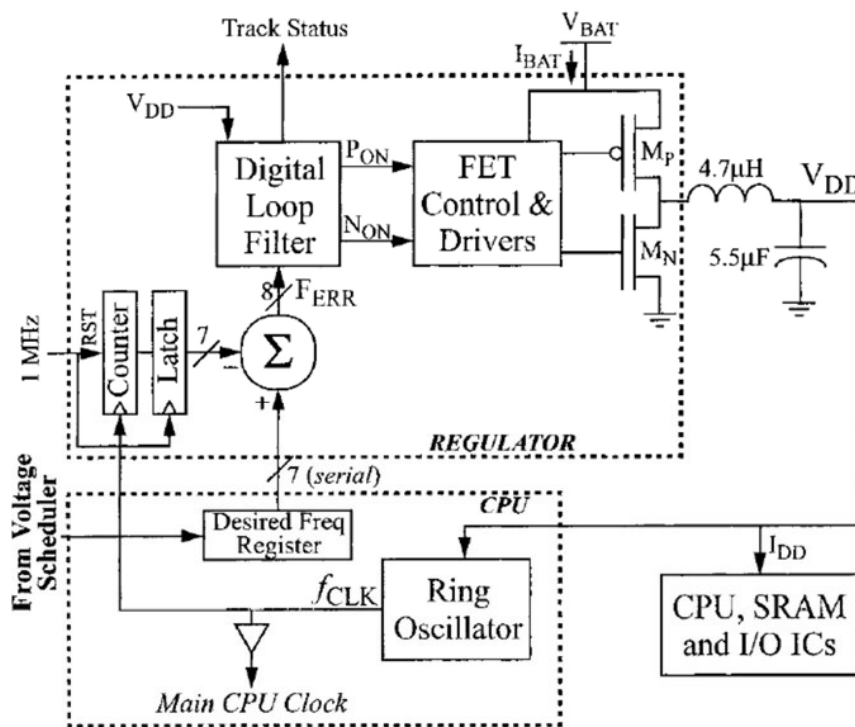 Track Status
V_BAT
I_BAT
V_DD
P_ON
N_ON
Digital
Loop
Filter
FET
Control &
Drivers
M_P
M_N
4.7µH
V_DD
5.5µF
8
F_ERR
1 MHz
RST
Counter
Latch
7
−
Σ
+
REGULATOR
7 (serial)
From Voltage
Scheduler
CPU
Desired Freq
Register
f_CLK
Ring
Oscillator
I_DD
CPU, SRAM
and I/O ICs
Main CPU Clock